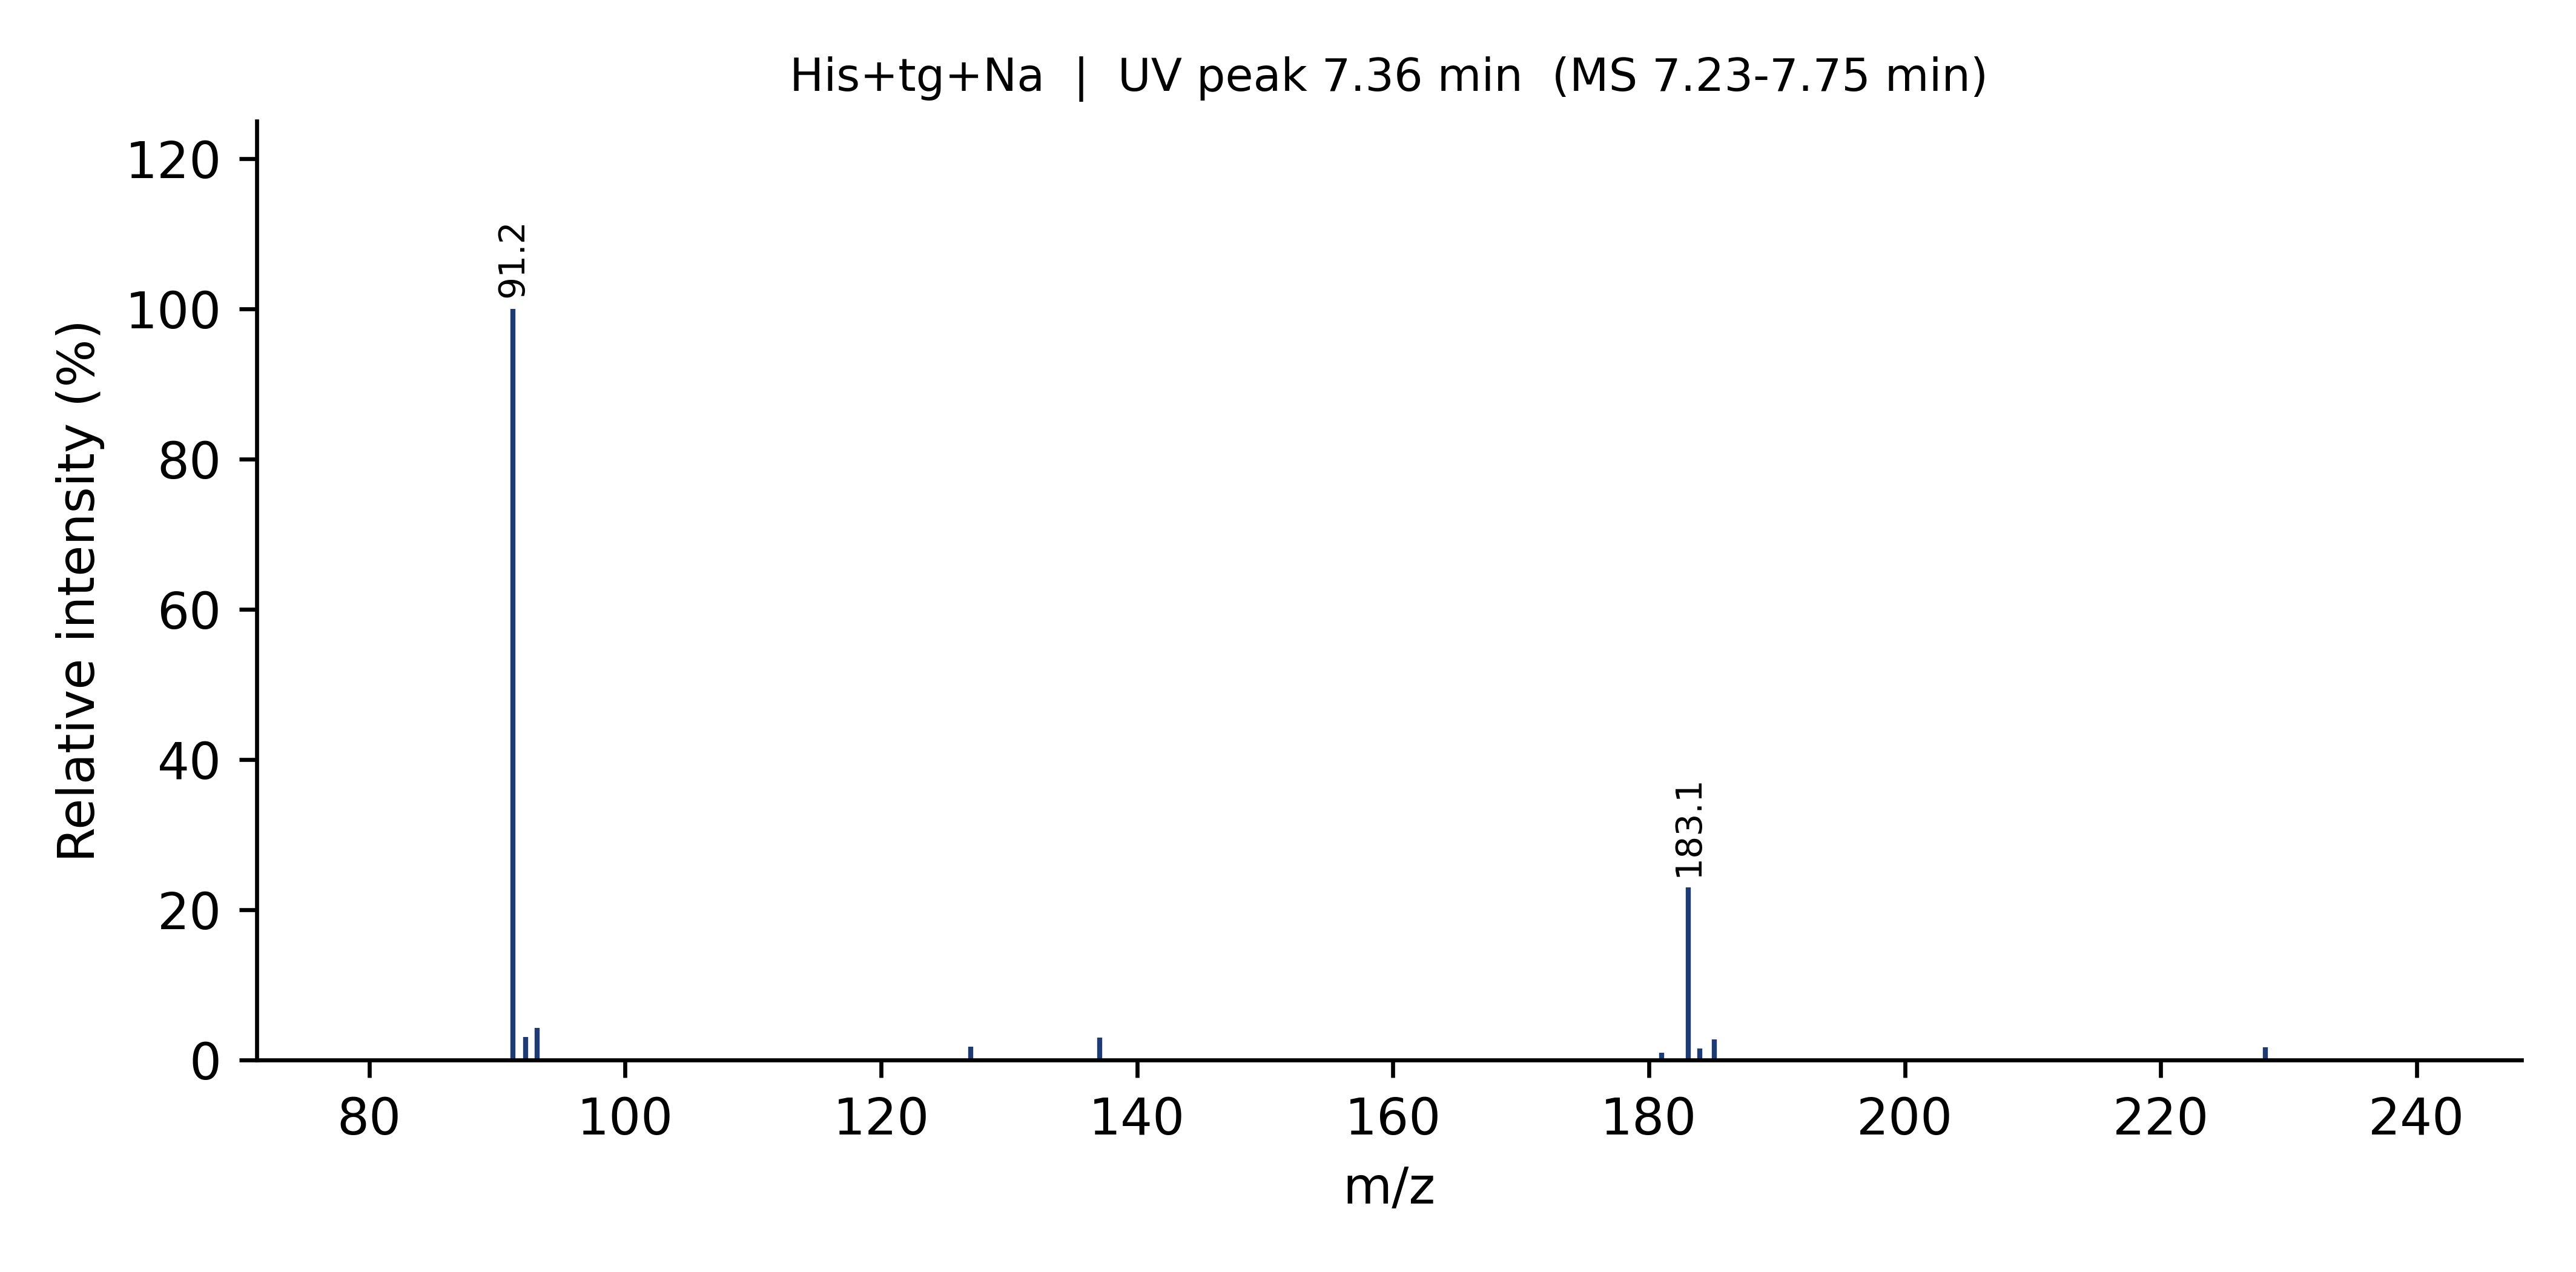 His+tg+Na | UV peak 7.36 min (MS 7.23-7.75 min)
Relative intensity (%)
120
100
80
60
40
20
0
91.2
183.1
80 100 120 140 160 180 200 220 240
m/z